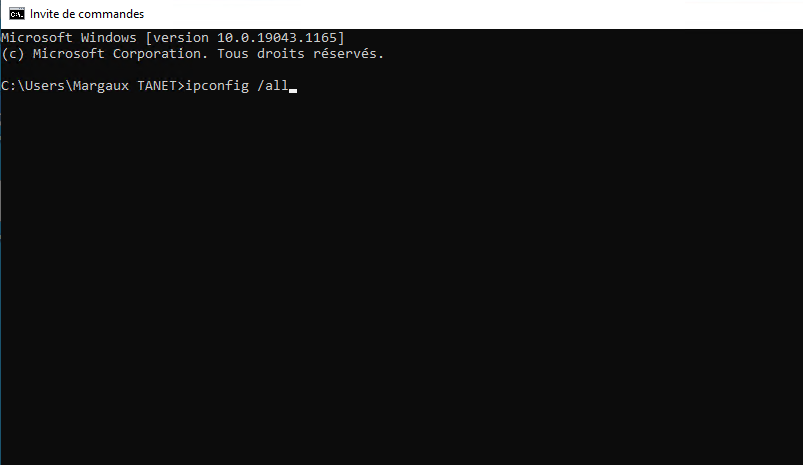 Invite de commandes
Microsoft Windows [version 10.0.19043.1165]
(c) Microsoft Corporation. Tous droits réservés.
C:\Users\Margaux TANET>ipconfig /all